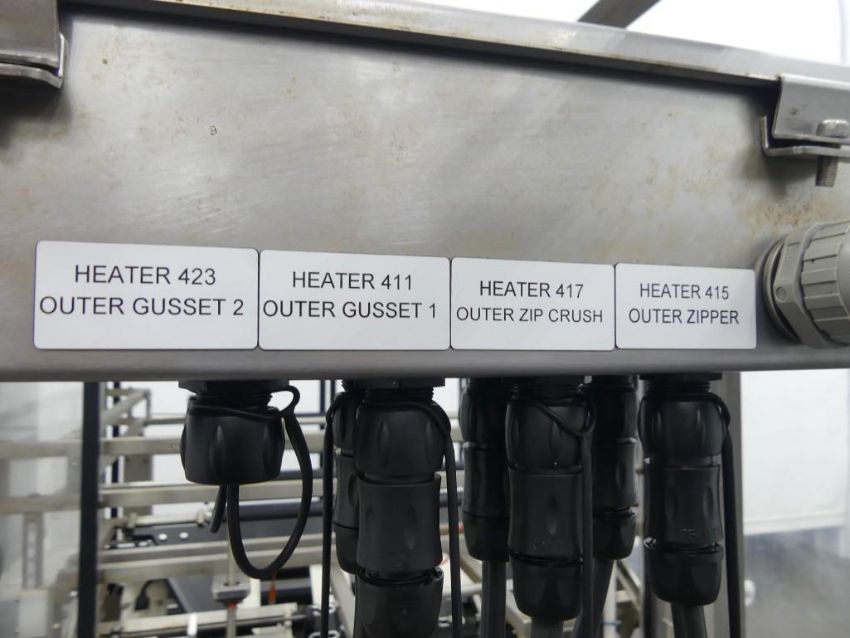 HEATER 423
OUTER GUSSET 2
HEATER 411
OUTER GUSSET 1
HEATER 417
OUTER ZIP CRUSH
HEATER 415
OUTER ZIPPER